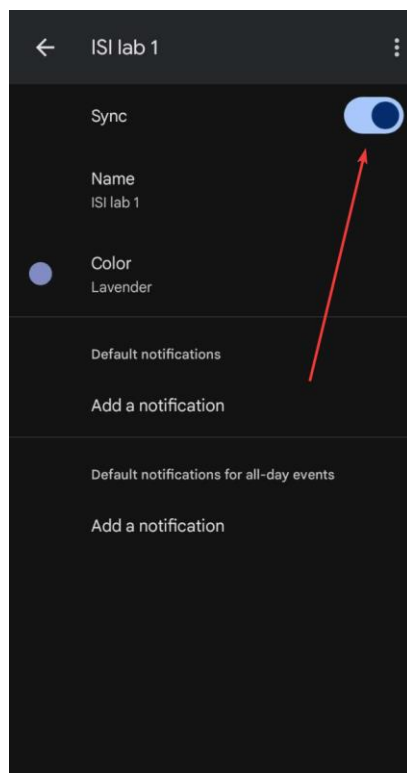 ISI lab 1
Sync
Name
ISI lab 1
Color
Lavender
Default notifications
Add a notification
Default notifications for all-day events
Add a notification